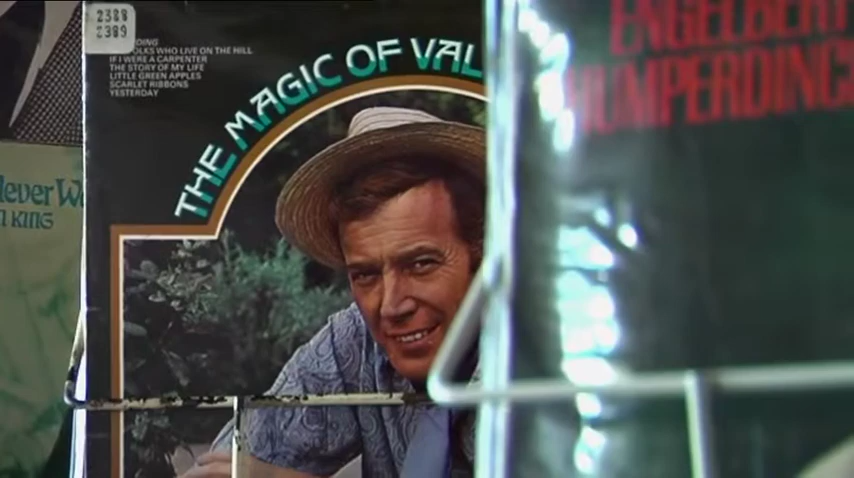 2388
2389
FOLKS WHO LIVE ON THE HILL
IF I WERE A CARPENTER
THE STORY OF MY LIFE
LITTLE GREEN APPLES
SCARLET RIBBONS
YESTERDAY
THE MAGIC OF VAL
ENGELBERT
HUMPERDINCK
KING